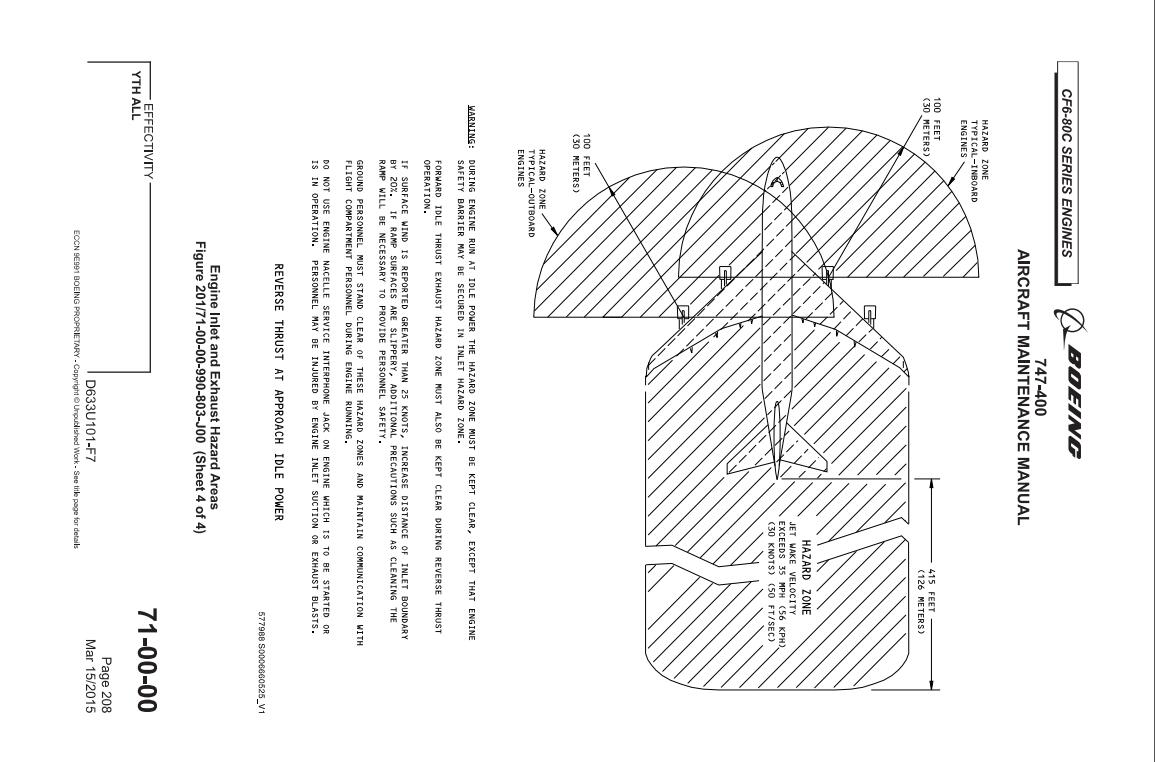 CF6-80C SERIES ENGINES
BOEING
747-400
AIRCRAFT MAINTENANCE MANUAL
HAZARD ZONE
TYPICAL-INBOARD
ENGINES
100 FEET
(30 METERS)
415 FEET
(126 METERS)
HAZARD ZONE
JET WAKE VELOCITY
EXCEEDS 35 MPH (56 KPH)
(30 KNOTS) (50 FT/SEC)
100 FEET
(30 METERS)
HAZARD ZONE
TYPICAL-OUTBOARD
ENGINES
WARNING: DURING ENGINE RUN AT IDLE POWER THE HAZARD ZONE MUST BE KEPT CLEAR, EXCEPT THAT ENGINE
SAFETY BARRIER MAY BE SECURED IN INLET HAZARD ZONE.
FORWARD IDLE THRUST EXHAUST HAZARD ZONE MUST ALSO BE KEPT CLEAR DURING REVERSE THRUST
OPERATION.
IF SURFACE WIND IS REPORTED GREATER THAN 25 KNOTS, INCREASE DISTANCE OF INLET BOUNDARY
BY 20%. IF RAMP SURFACES ARE SLIPPERY, ADDITIONAL PRECAUTIONS SUCH AS CLEANING THE
RAMP WILL BE NECESSARY TO PROVIDE PERSONNEL SAFETY.
GROUND PERSONNEL MUST STAND CLEAR OF THESE HAZARD ZONES AND MAINTAIN COMMUNICATION WITH
FLIGHT COMPARTMENT PERSONNEL DURING ENGINE RUNNING.
DO NOT USE ENGINE NACELLE SERVICE INTERPHONE JACK ON ENGINE WHICH IS TO BE STARTED OR
IS IN OPERATION. PERSONNEL MAY BE INJURED BY ENGINE INLET SUCTION OR EXHAUST BLASTS.
REVERSE THRUST AT APPROACH IDLE POWER
577988 S0006660525_V1
Engine Inlet and Exhaust Hazard Areas
Figure 201/71-00-00-990-803-J00 (Sheet 4 of 4)
EFFECTIVITY
YTH ALL
71-00-00
Page 208
D633U101-F7
Mar 15/2015
ECCN 9E991 BOEING PROPRIETARY - Copyright © Unpublished Work - See title page for details